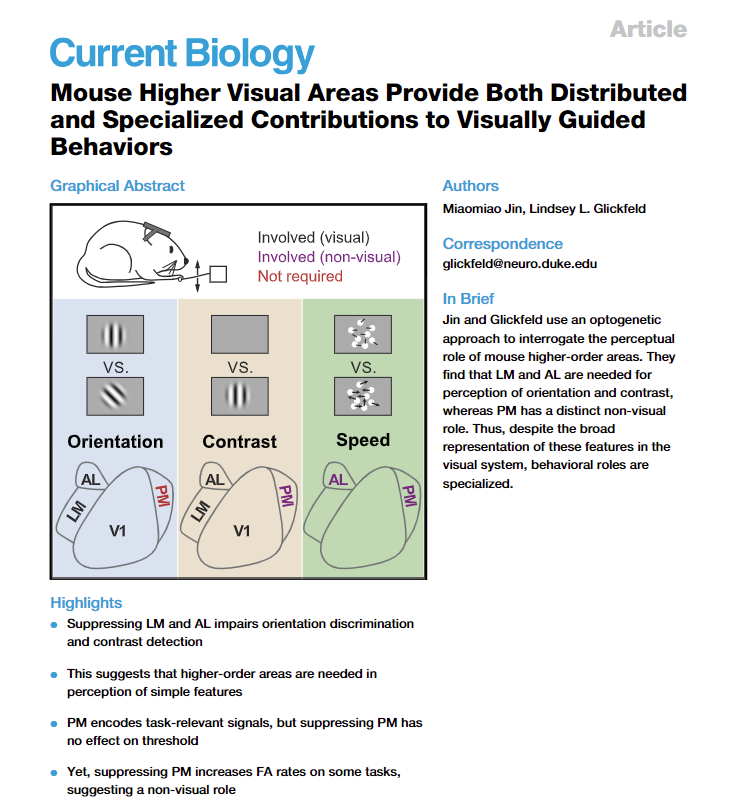 Article
Current Biology
Mouse Higher Visual Areas Provide Both Distributed
and Specialized Contributions to Visually Guided
Behaviors
Graphical Abstract
Involved (visual)
Involved (non-visual)
Not required
VS.
VS.
VS.
Orientation
Contrast
Speed
AL
LM
PM
V1
AL
LM
PM
V1
AL
PM
Authors
Miaomiao Jin, Lindsey L. Glickfeld
Correspondence
glickfeld@neuro.duke.edu
In Brief
Jin and Glickfeld use an optogenetic
approach to interrogate the perceptual
role of mouse higher-order areas. They
find that LM and AL are needed for
perception of orientation and contrast,
whereas PM has a distinct non-visual
role. Thus, despite the broad
representation of these features in the
visual system, behavioral roles are
specialized.
Highlights
Suppressing LM and AL impairs orientation discrimination
and contrast detection
This suggests that higher-order areas are needed in
perception of simple features
PM encodes task-relevant signals, but suppressing PM has
no effect on threshold
Yet, suppressing PM increases FA rates on some tasks,
suggesting a non-visual role